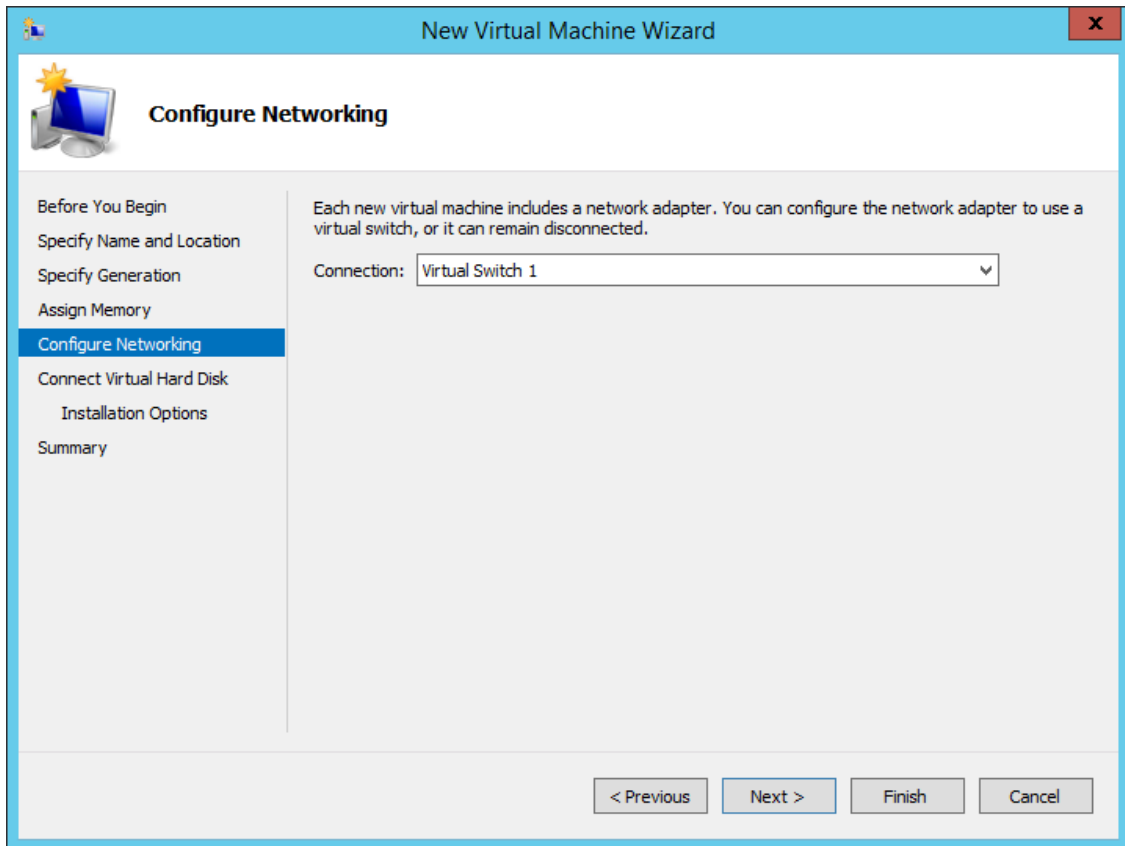 New Virtual Machine Wizard
x
Configure Networking
Before You Begin
Specify Name and Location
Specify Generation
Assign Memory
Configure Networking
Connect Virtual Hard Disk
Installation Options
Summary
Each new virtual machine includes a network adapter. You can configure the network adapter to use a
virtual switch, or it can remain disconnected.
Connection: Virtual Switch 1
< Previous Next > Finish Cancel